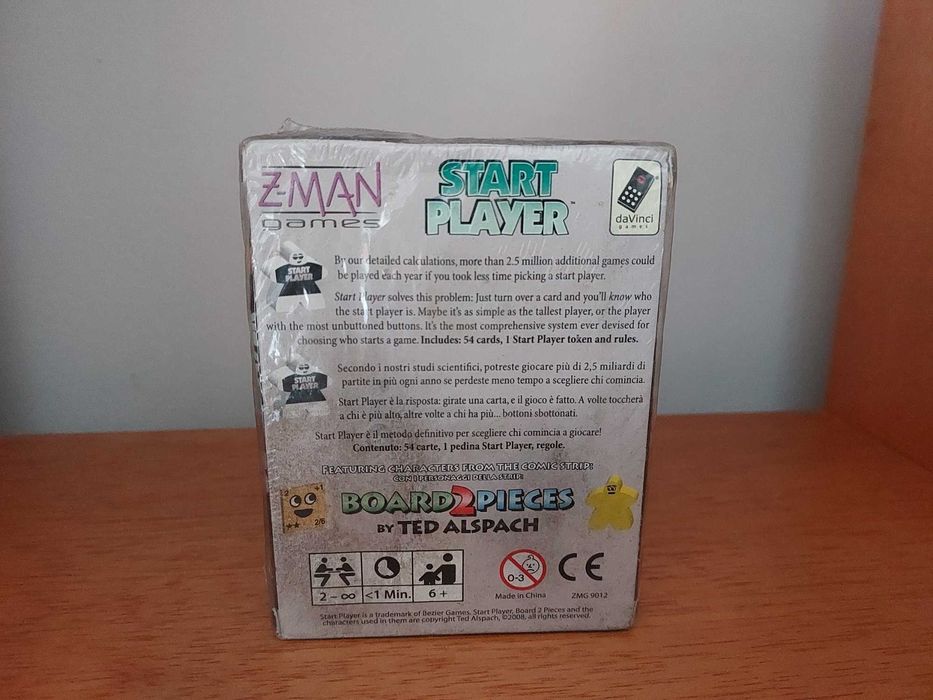 Z-MAN
games
START
PLAYER™
daVinci
games
START
PLAYER
By our detailed calculations, more than 2.5 million additional games could
be played each year if you took less time picking a start player.
Start Player solves this problem: Just turn over a card and you'll know who
the start player is. Maybe it's as simple as the tallest player, or the player
with the most unbuttoned buttons. It's the most comprehensive system ever devised for
choosing who starts a game. Includes: 54 cards, 1 Start Player token and rules.
START
PLAYER
Secondo i nostri studi scientifici, potreste giocare più di 2,5 miliardi di
partite in più ogni anno se perdeste meno tempo a scegliere chi comincia.
Start Player è la risposta: girate una carta, e il gioco è fatto. A volte toccherà
a chi è più alto, altre volte a chi ha più... bottoni sbottonati.
Start Player è il metodo definitivo per scegliere chi comincia a giocare!
Contenuto: 54 carte, 1 pedina Start Player, regole.
FEATURING CHARACTERS FROM THE COMIC STRIP:
CON I PERSONAGGI DELLA STRIP:
BOARD 2 PIECES
BY TED ALSPACH
2 +1
2/6
2 – ∞ <1 Min. 6 +
0-3
CE
Made in China ZMG 9012
Start Player is a trademark of Bezier Games. Start Player, Board 2 Pieces and the
characters used in them are copyright Ted Alspach, ©2008, all rights reserved.